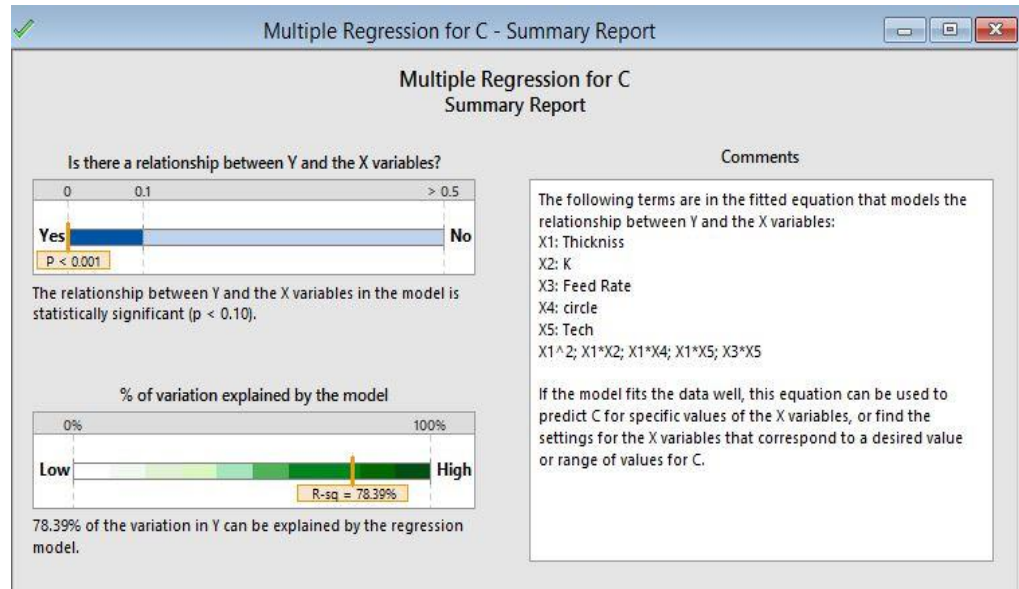 Multiple Regression for C - Summary Report
Multiple Regression for C
Summary Report
Is there a relationship between Y and the X variables?
0 0.1 > 0.5
Yes No
P < 0.001
The relationship between Y and the X variables in the model is
statistically significant (p < 0.10).
% of variation explained by the model
0% 100%
Low High
R-sq = 78.39%
78.39% of the variation in Y can be explained by the regression
model.
Comments
The following terms are in the fitted equation that models the
relationship between Y and the X variables:
X1: Thickniss
X2: K
X3: Feed Rate
X4: circle
X5: Tech
X1^2; X1*X2; X1*X4; X1*X5; X3*X5
If the model fits the data well, this equation can be used to
predict C for specific values of the X variables, or find the
settings for the X variables that correspond to a desired value
or range of values for C.